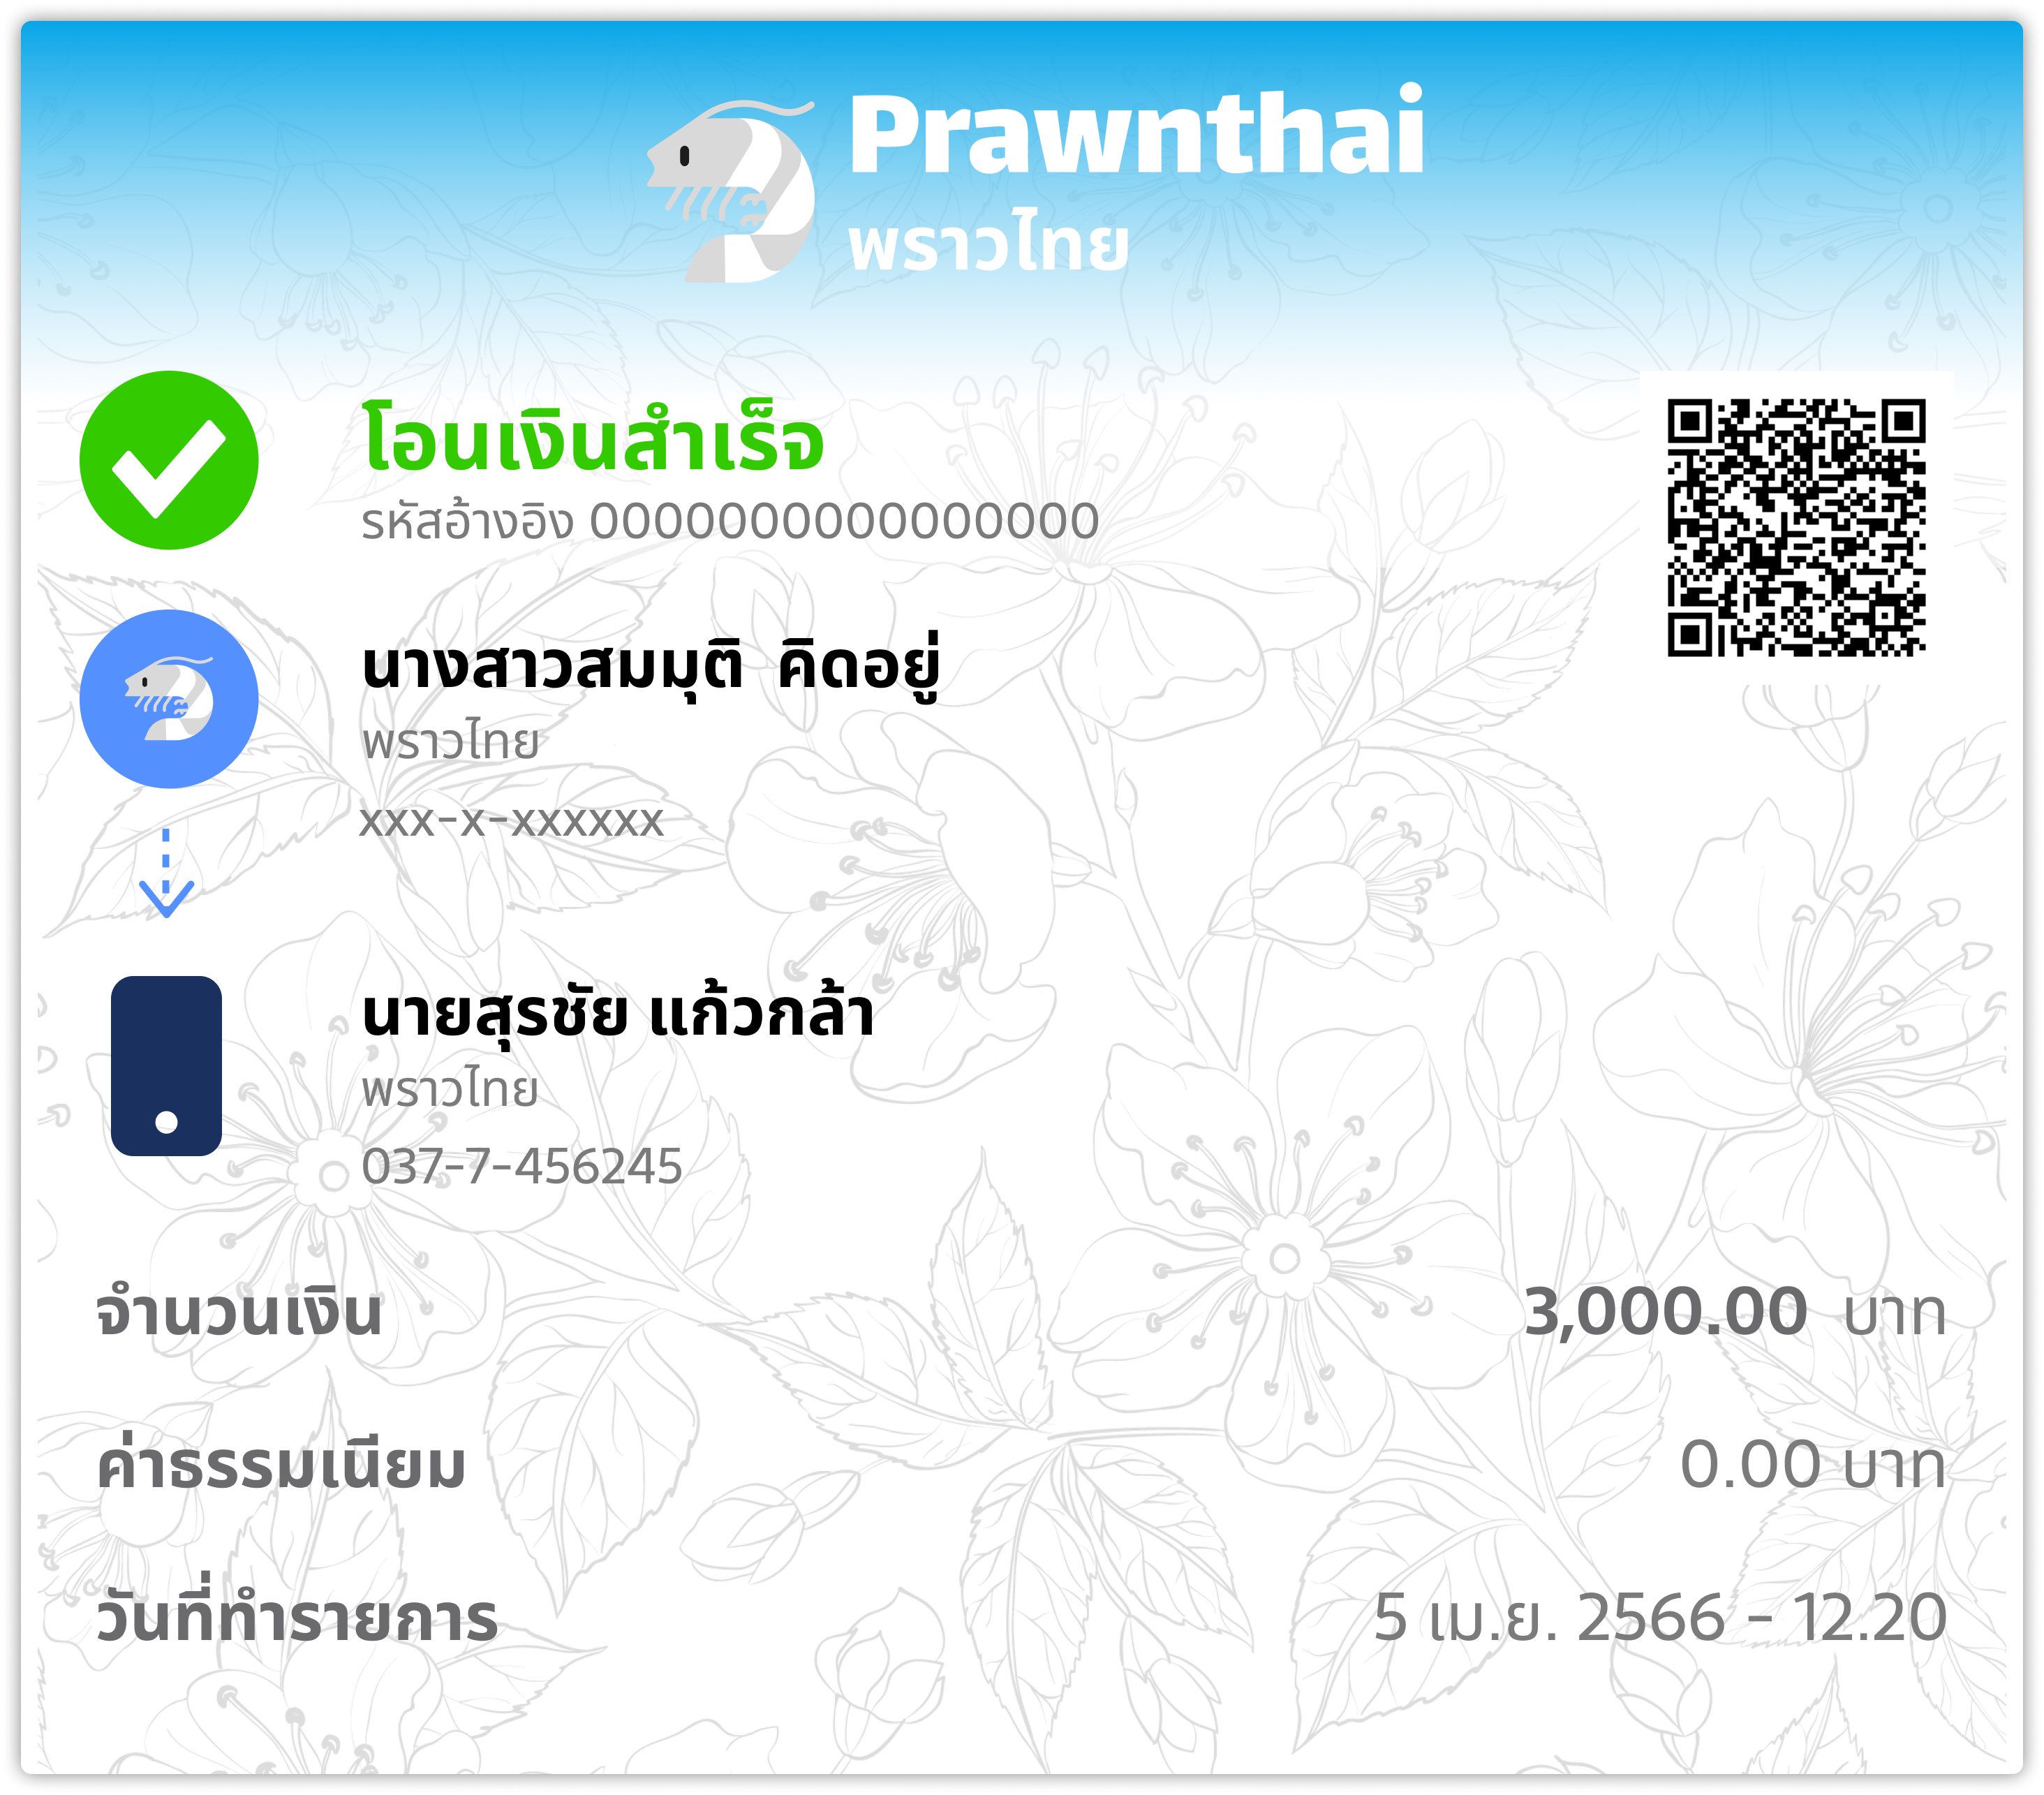 Prawnthai
พราวไทย
โอนเงินสำเร็จ
รหัสอ้างอิง 0000000000000000
นางสาวสมมุติ คิดอยู่
พราวไทย
xxx-x-xxxxxx
นายสุรชัย แก้วกล้า
พราวไทย
037-7-456245
จำนวนเงิน 3,000.00 บาท
ค่าธรรมเนียม 0.00 บาท
วันที่ทำรายการ 5 เม.ย. 2566 - 12.20